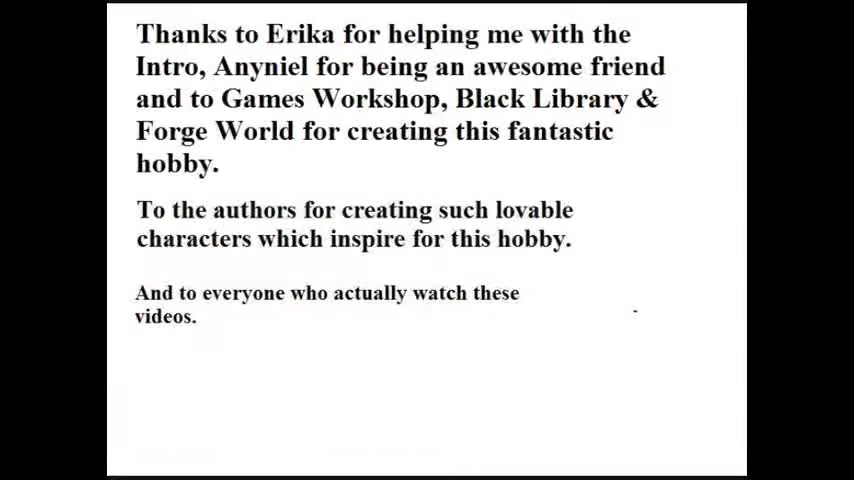 Thanks to Erika for helping me with the
Intro, Anyniel for being an awesome friend
and to Games Workshop, Black Library &
Forge World for creating this fantastic
hobby.
To the authors for creating such lovable
characters which inspire for this hobby.
And to everyone who actually watch these
videos.